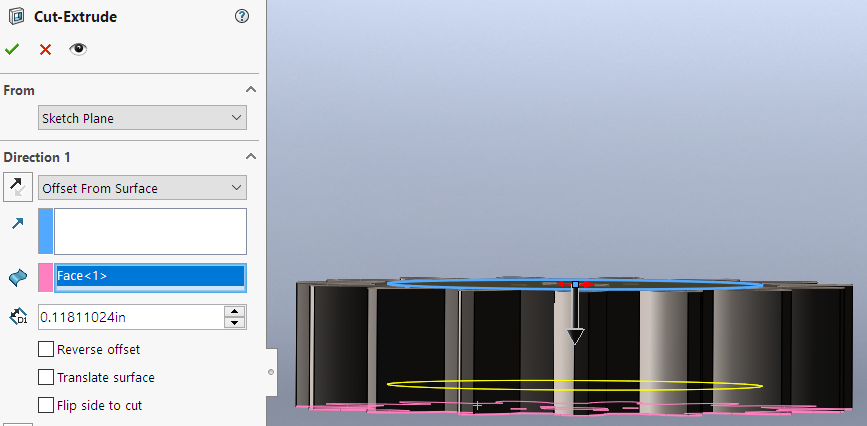 Cut-Extrude
From
Sketch Plane
Direction 1
Offset From Surface
Face<1>
D1
0.11811024in
Reverse offset
Translate surface
Flip side to cut